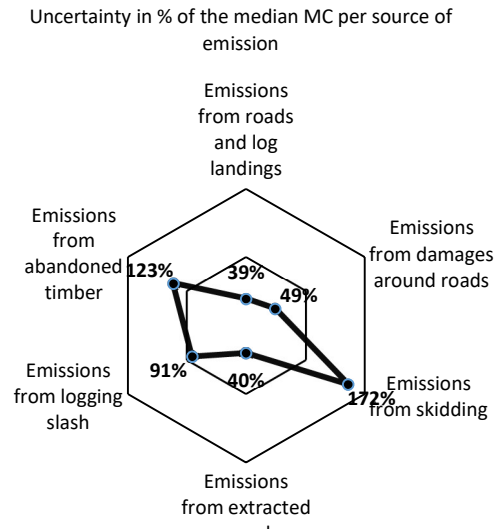 Uncertainty in % of the median MC per source of
emission
Emissions
from roads
and log
landings
Emissions
from damages
around roads
Emissions
from skidding
Emissions
from extracted
Emissions
from logging
slash
Emissions
from
abandoned
timber
39%
49%
172%
40%
91%
123%